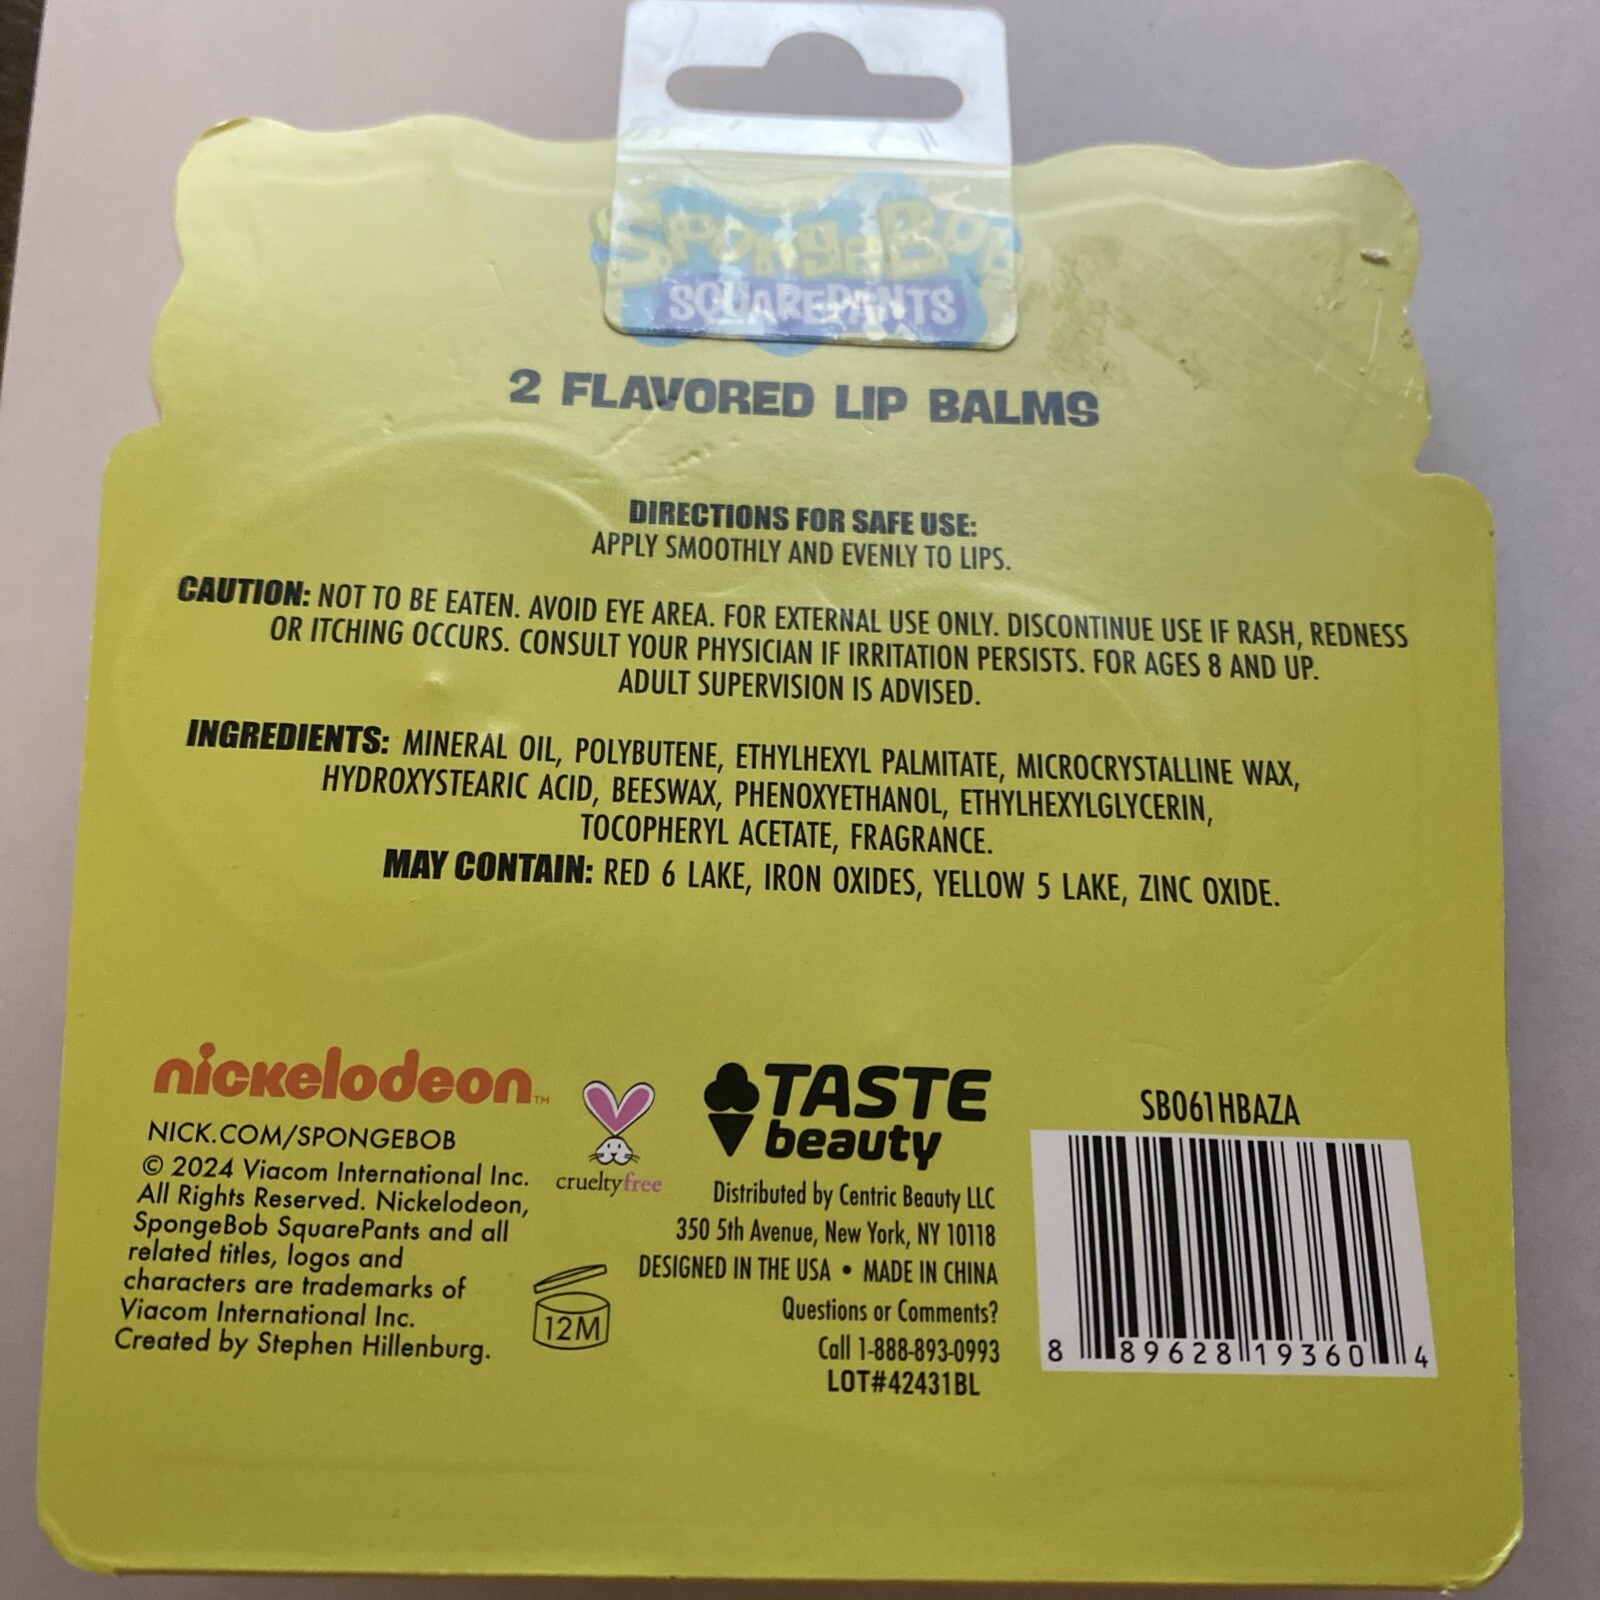 SPONGEBOB
SQUAREPANTS
2 FLAVORED LIP BALMS
DIRECTIONS FOR SAFE USE:
APPLY SMOOTHLY AND EVENLY TO LIPS.
CAUTION: NOT TO BE EATEN. AVOID EYE AREA. FOR EXTERNAL USE ONLY. DISCONTINUE USE IF RASH, REDNESS
OR ITCHING OCCURS. CONSULT YOUR PHYSICIAN IF IRRITATION PERSISTS. FOR AGES 8 AND UP.
ADULT SUPERVISION IS ADVISED.
INGREDIENTS: MINERAL OIL, POLYBUTENE, ETHYLHEXYL PALMITATE, MICROCRYSTALLINE WAX,
HYDROXYSTEARIC ACID, BEESWAX, PHENOXYETHANOL, ETHYLHEXYLGLYCERIN,
TOCOPHERYL ACETATE, FRAGRANCE.
MAY CONTAIN: RED 6 LAKE, IRON OXIDES, YELLOW 5 LAKE, ZINC OXIDE.
nickelodeon™
NICK.COM/SPONGEBOB
© 2024 Viacom International Inc.
All Rights Reserved. Nickelodeon,
SpongeBob SquarePants and all
related titles, logos and
characters are trademarks of
Viacom International Inc.
Created by Stephen Hillenburg.
crueltyfree
12M
TASTE
beauty
Distributed by Centric Beauty LLC
350 5th Avenue, New York, NY 10118
DESIGNED IN THE USA • MADE IN CHINA
Questions or Comments?
Call 1-888-893-0993
LOT#42431BL
SB061HBAZA
8 89628 19360 4